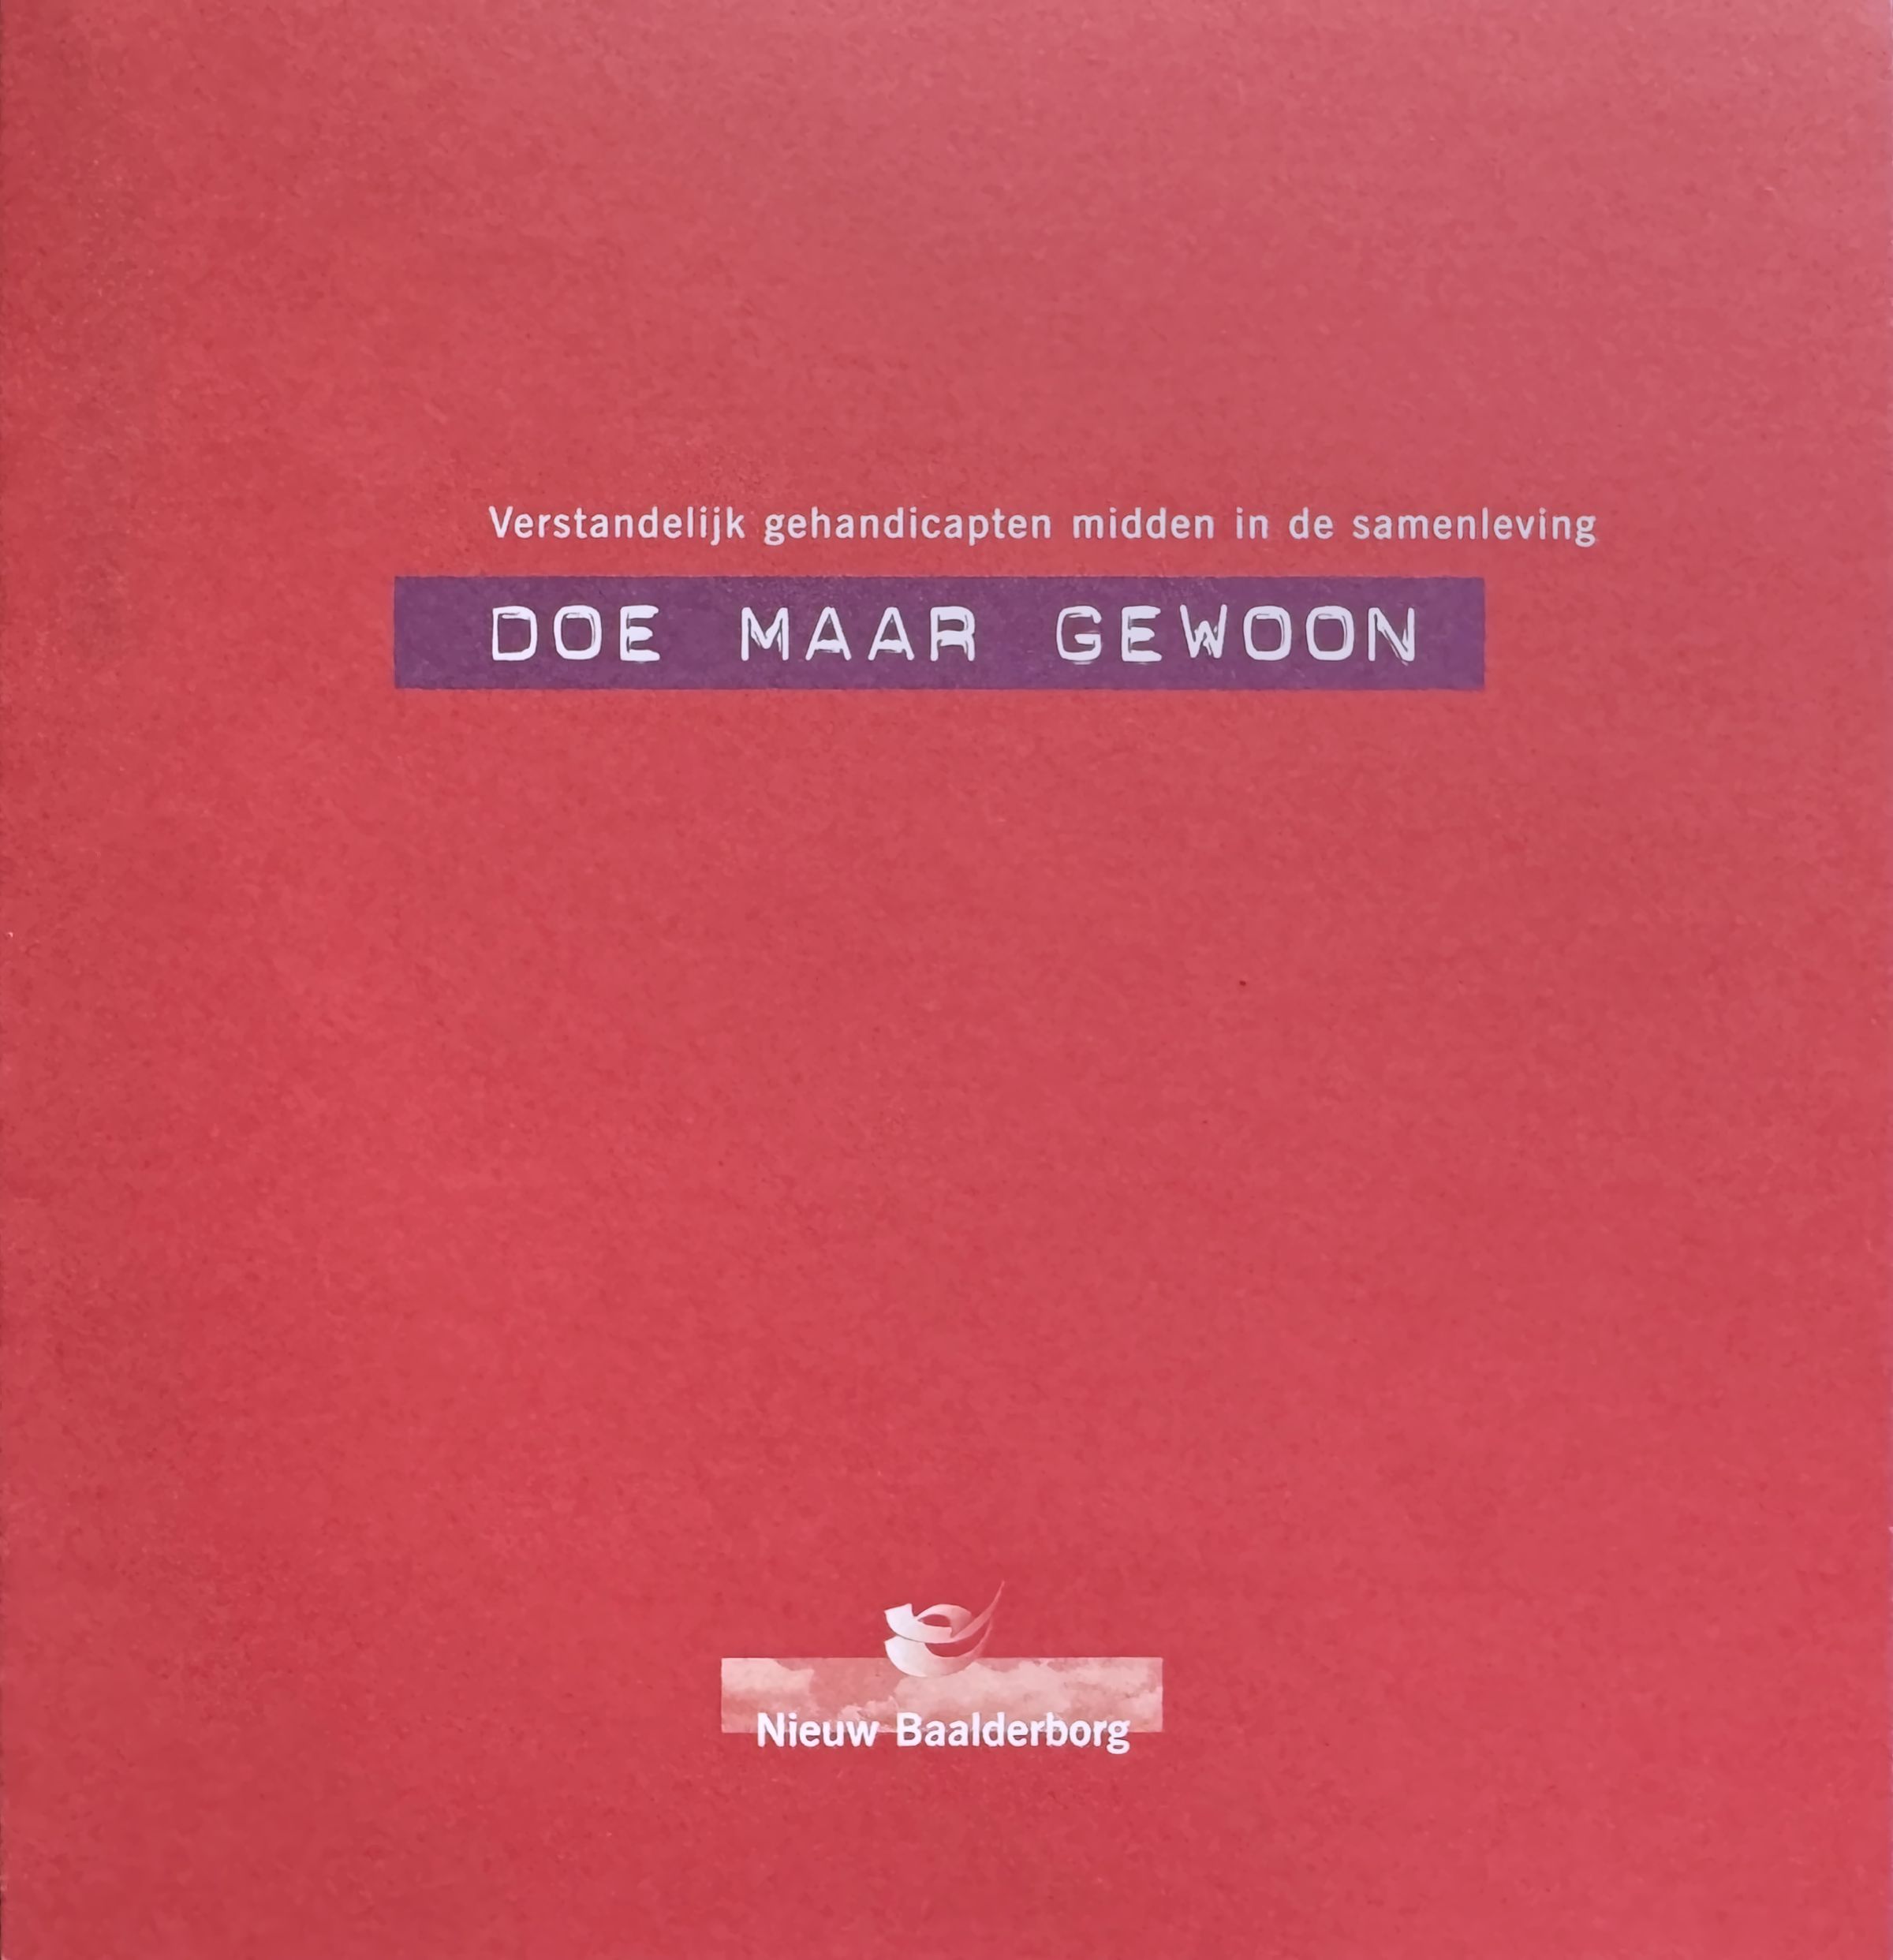 Verstandelijk gehandicapten midden in de samenleving
DOE MAAR GEWOON
Nieuw Baalderborg